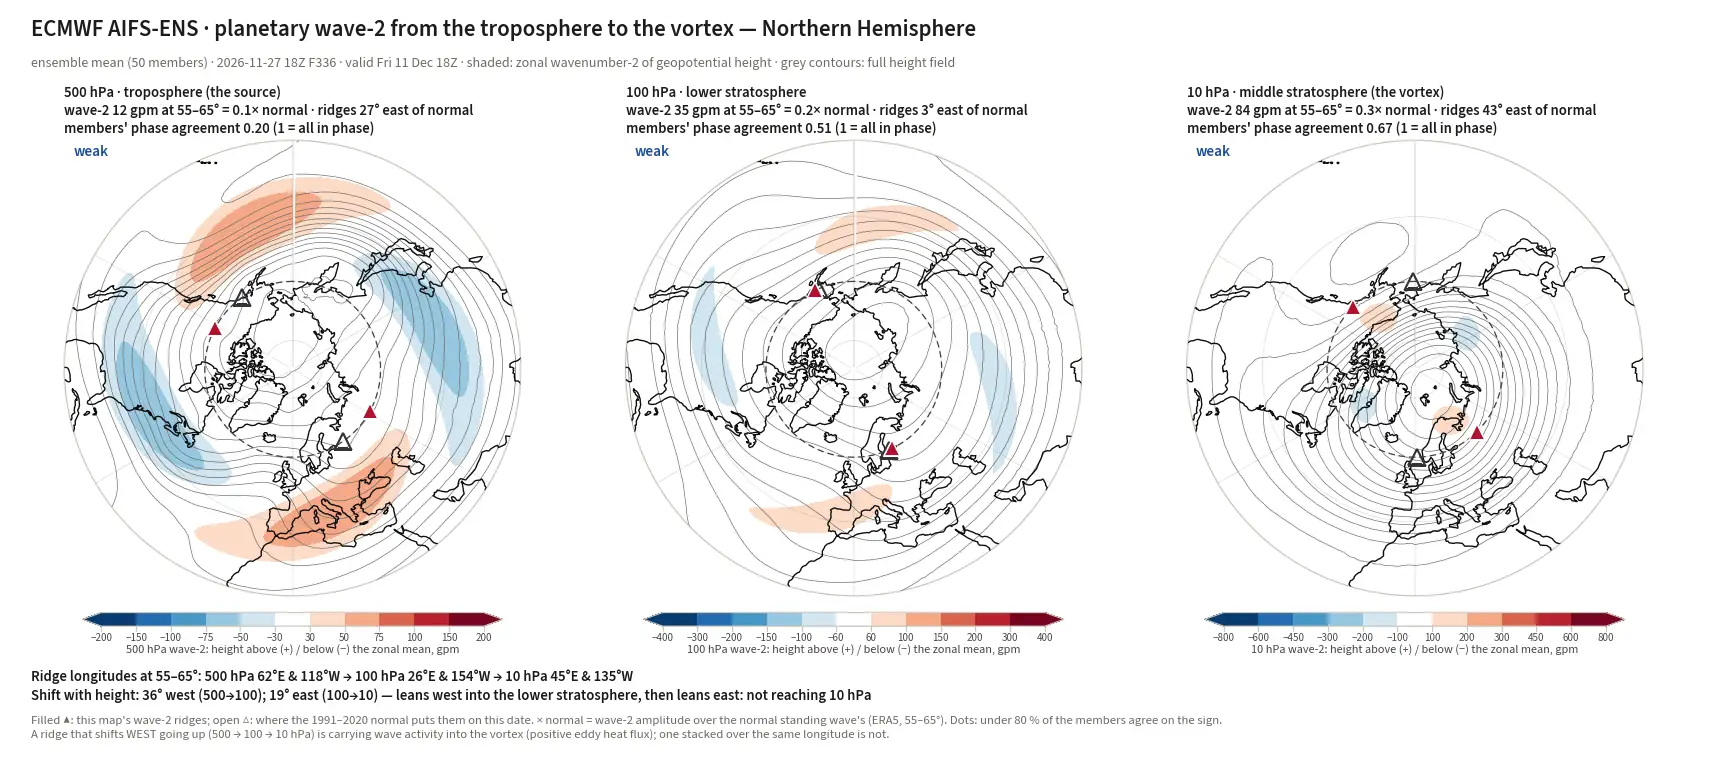 ECMWF AIFS-ENS · planetary wave-2 from the troposphere to the vortex — Northern Hemisphere
ensemble mean (50 members) · 2026-11-27 18Z F336 · valid Fri 11 Dec 18Z · shaded: zonal wavenumber-2 of geopotential height · grey contours: full height field
500 hPa · troposphere (the source)
wave-2 12 gpm at 55–65° = 0.1× normal · ridges 27° east of normal
members' phase agreement 0.20 (1 = all in phase)
weak
100 hPa · lower stratosphere
wave-2 35 gpm at 55–65° = 0.2× normal · ridges 3° east of normal
members' phase agreement 0.51 (1 = all in phase)
weak
10 hPa · middle stratosphere (the vortex)
wave-2 84 gpm at 55–65° = 0.3× normal · ridges 43° east of normal
members' phase agreement 0.67 (1 = all in phase)
weak
−200 −150 −100 −75 −50 −30 30 50 75 100 150 200
500 hPa wave-2: height above (+) / below (−) the zonal mean, gpm
−400 −300 −200 −150 −100 −60 60 100 150 200 300 400
100 hPa wave-2: height above (+) / below (−) the zonal mean, gpm
−800 −600 −450 −300 −200 −100 100 200 300 450 600 800
10 hPa wave-2: height above (+) / below (−) the zonal mean, gpm
Ridge longitudes at 55–65°: 500 hPa 62°E & 118°W → 100 hPa 26°E & 154°W → 10 hPa 45°E & 135°W
Shift with height: 36° west (500→100); 19° east (100→10) — leans west into the lower stratosphere, then leans east: not reaching 10 hPa
Filled ▲: this map's wave-2 ridges; open △: where the 1991–2020 normal puts them on this date. × normal = wave-2 amplitude over the normal standing wave's (ERA5, 55–65°). Dots: under 80 % of the members agree on the sign.
A ridge that shifts WEST going up (500 → 100 → 10 hPa) is carrying wave activity into the vortex (positive eddy heat flux); one stacked over the same longitude is not.